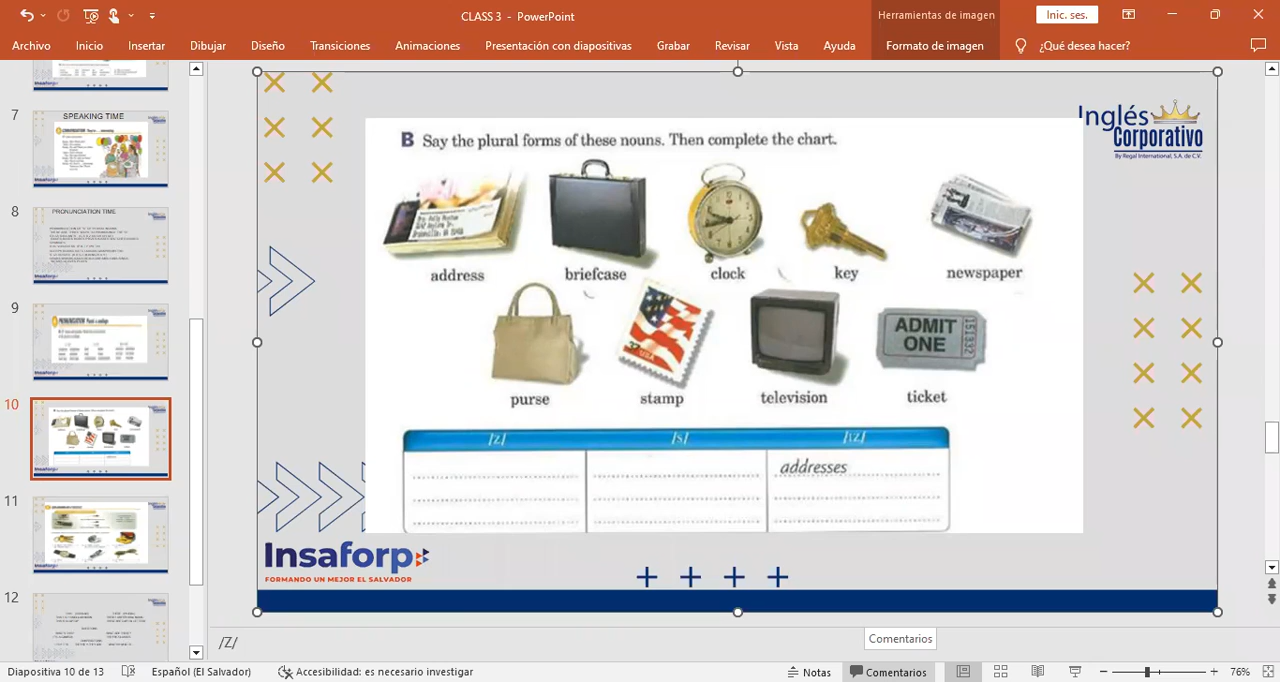 CLASS 3 - PowerPoint
Herramientas de imagen
Inic. ses.
Archivo
Inicio
Insertar
Dibujar
Diseño
Transiciones
Animaciones
Presentación con diapositivas
Grabar
Revisar
Vista
Ayuda
Formato de imagen
¿Qué desea hacer?
7
SPEAKING TIME
8
PRONUNCIATION TIME
9
10
11
12
Insaforp
Inglés
Corporativo
By Regal International, S.A. de C.V.
B Say the plural forms of these nouns. Then complete the chart.
address
briefcase
clock
key
newspaper
USA
ADMIT
ONE
151932
purse
stamp
television
ticket
/z/
/s/
/ɪz/
addresses
Insaforp
FORMANDO UN MEJOR EL SALVADOR
/Z/
Comentarios
Diapositiva 10 de 13
Español (El Salvador)
Accesibilidad: es necesario investigar
Notas
Comentarios
76%